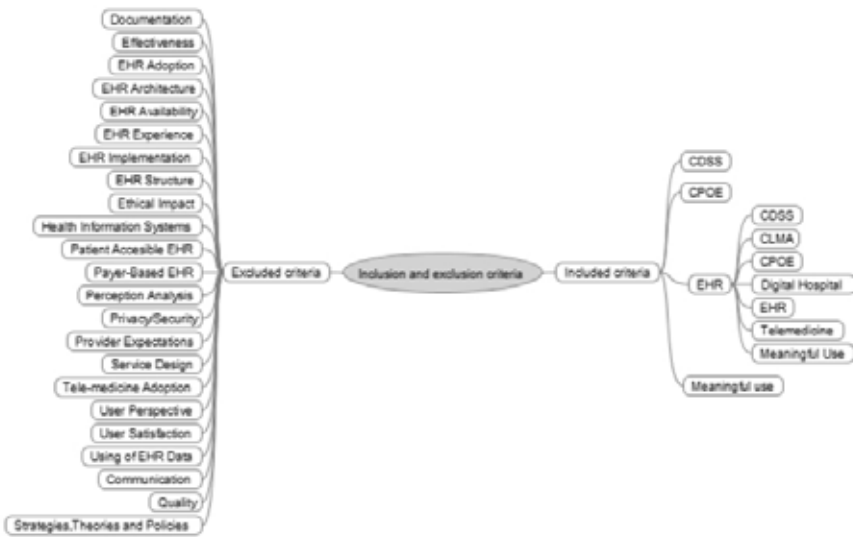 Documentation
Effectiveness
EHR Adoption
EHR Architecture
EHR Availability
EHR Experience
EHR Implementation
EHR Structure
Ethical Impact
Health Information Systems
Patient Accesible EHR
Payer-Based EHR
Perception Analysis
Privacy/Security
Provider Expectations
Service Design
Tele-medicine Adoption
User Perspective
User Satisfaction
Using of EHR Data
Communication
Quality
Strategies,Theories and Policies
Excluded criteria
Inclusion and exclusion criteria
Included criteria
CDSS
CPOE
EHR
CDSS
CLMA
CPOE
Digital Hospital
EHR
Telemedicine
Meaningful Use
Meaningful use